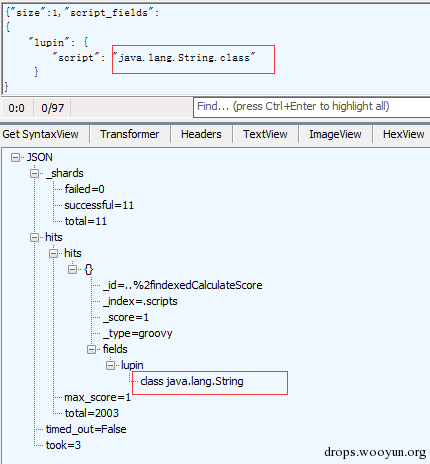 {"size":1,"script_fields":
{
"lupin": {
"script": "java.lang.String.class"
}
}
0:0 0/97 Find... (press Ctrl+Enter to highlight all)
Get SyntaxView Transformer Headers TextView ImageView HexView
JSON
_shards
failed=0
successful=11
total=11
hits
hits
{}
_id=..%2findexedCalculateScore
_index=.scripts
_score=1
_type=groovy
fields
lupin
class java.lang.String
max_score=1
total=2003
timed_out=False
took=3
drops.wooyun.org